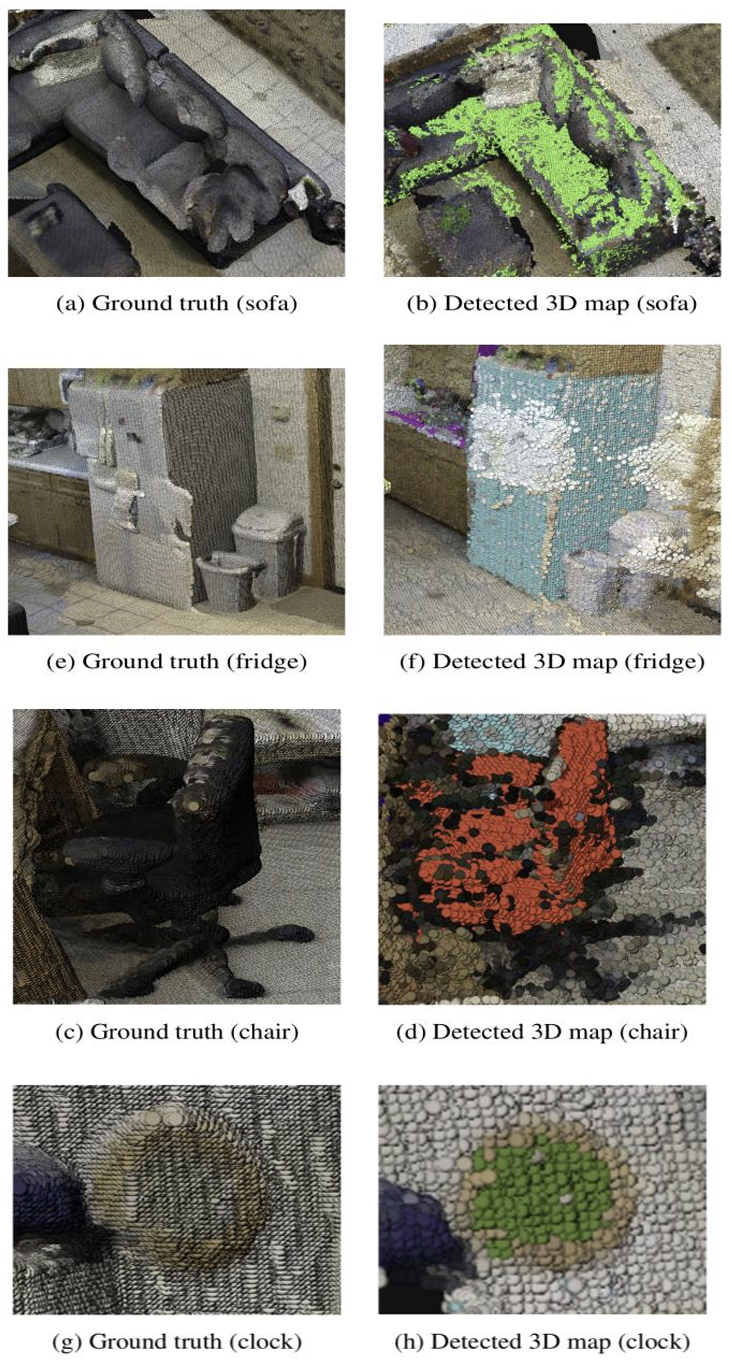 (a) Ground truth (sofa)
(b) Detected 3D map (sofa)
(e) Ground truth (fridge)
(f) Detected 3D map (fridge)
(c) Ground truth (chair)
(d) Detected 3D map (chair)
(g) Ground truth (clock)
(h) Detected 3D map (clock)